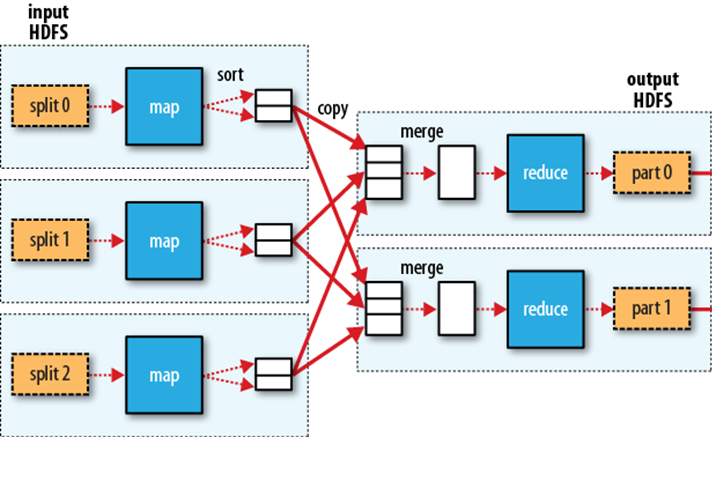 input
HDFS
sort
split 0
map
copy
output
HDFS
merge
reduce
part 0
split 1
map
merge
reduce
part 1
split 2
map